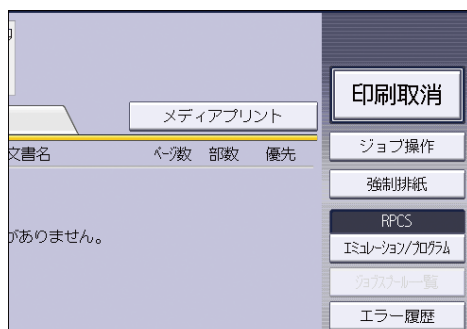 印刷取消
メディアプリント
ジョブ操作
文書名 ページ数 部数 優先
強制排紙
がありません。
RPCS
エミュレーション/プログラム
ジョブスプール一覧
エラー履歴